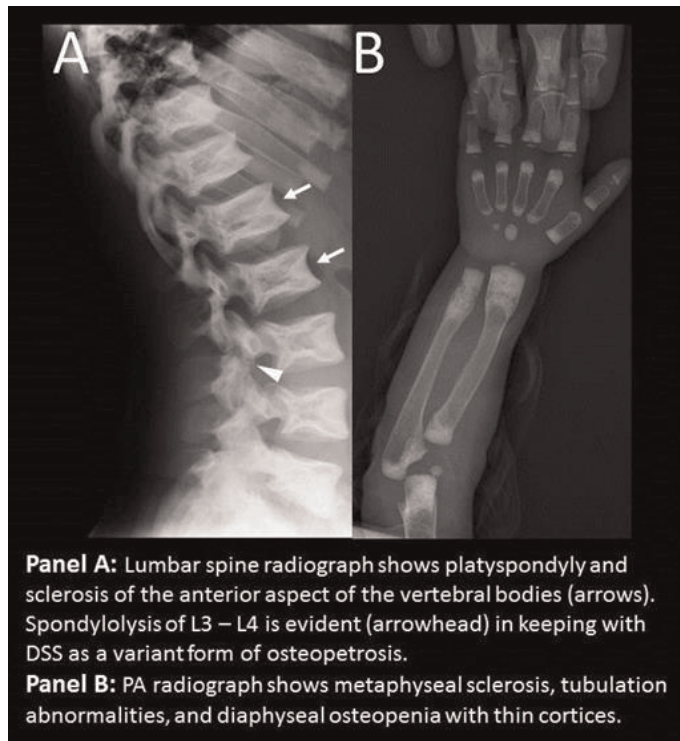 A
B
Panel A: Lumbar spine radiograph shows platyspondyly and
sclerosis of the anterior aspect of the vertebral bodies (arrows).
Spondylolysis of L3 – L4 is evident (arrowhead) in keeping with
DSS as a variant form of osteopetrosis.
Panel B: PA radiograph shows metaphyseal sclerosis, tubulation
abnormalities, and diaphyseal osteopenia with thin cortices.